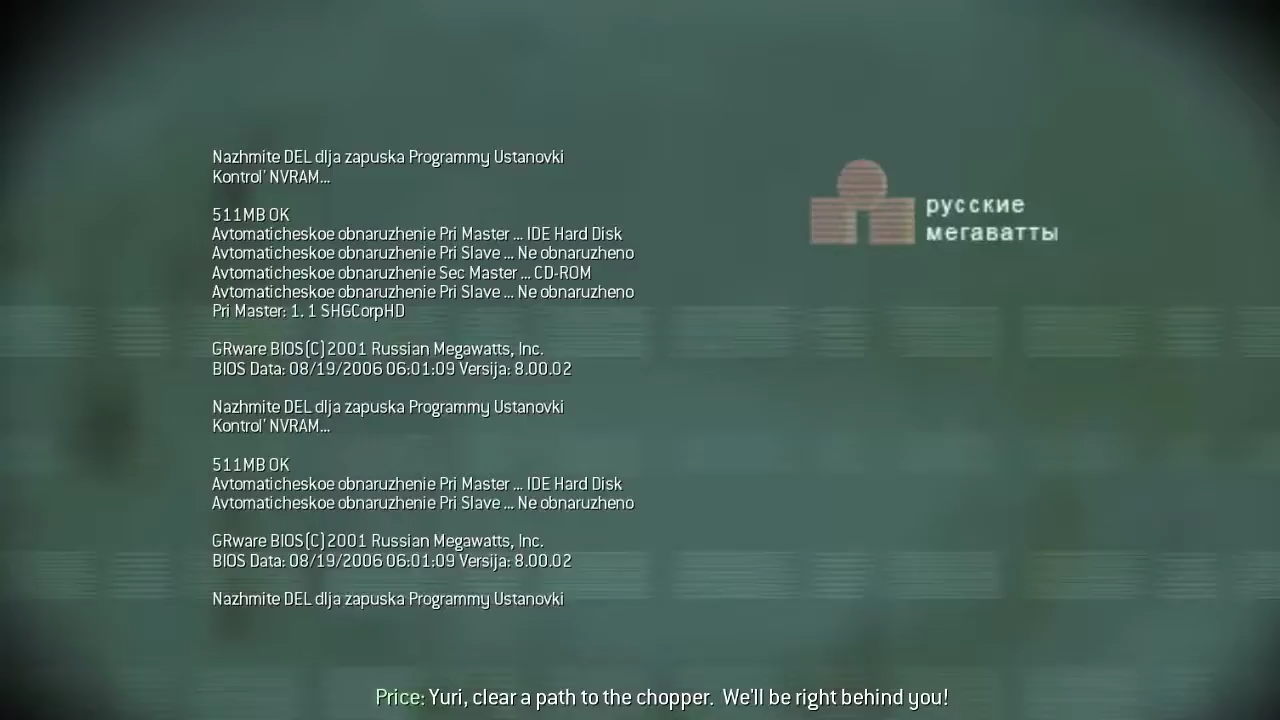 Nazhmite DEL dlja zapuska Programmy Ustanovki
Kontrol' NVRAM...
511MB OK
Avtomaticheskoe obnaruzhenie Pri Master ... IDE Hard Disk
Avtomaticheskoe obnaruzhenie Pri Slave ... Ne obnaruzheno
Avtomaticheskoe obnaruzhenie Sec Master ... CD-ROM
Avtomaticheskoe obnaruzhenie Pri Slave ... Ne obnaruzheno
Pri Master: 1. 1 SHGCorpHD
GRware BIOS(C)2001 Russian Megawatts, Inc.
BIOS Data: 08/19/2006 06:01:09 Versija: 8.00.02
Nazhmite DEL dlja zapuska Programmy Ustanovki
Kontrol' NVRAM...
511MB OK
Avtomaticheskoe obnaruzhenie Pri Master ... IDE Hard Disk
Avtomaticheskoe obnaruzhenie Pri Slave ... Ne obnaruzheno
GRware BIOS(C)2001 Russian Megawatts, Inc.
BIOS Data: 08/19/2006 06:01:09 Versija: 8.00.02
Nazhmite DEL dlja zapuska Programmy Ustanovki
русские
мегаватты
Price: Yuri, clear a path to the chopper. We'll be right behind you!